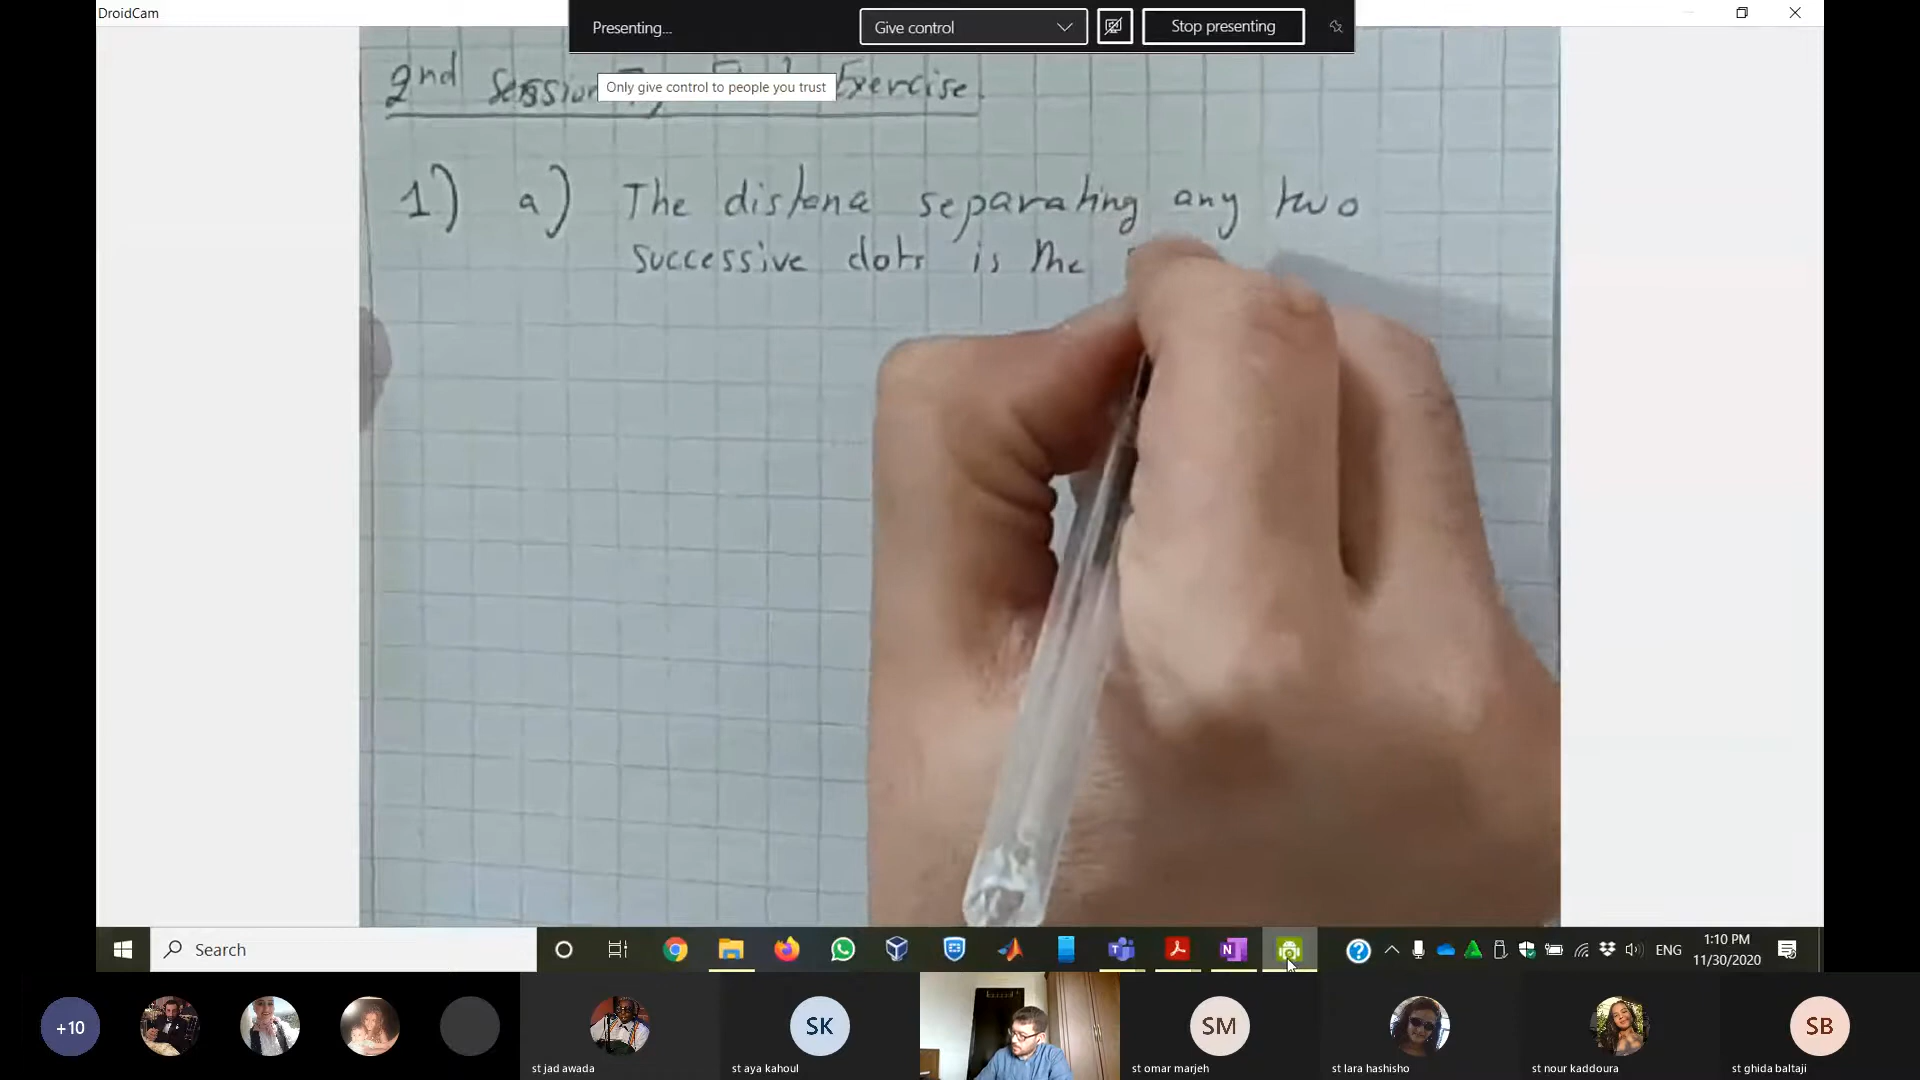 DroidCam
Presenting...
Give control
Stop presenting
Only give control to people you trust
2nd Session Exercise
1) a) The distance separating any two
successive dots is the
Search
ENG
1:10 PM
11/30/2020
+10
st jad awada
SK
st aya kahoul
SM
st omar marjeh
st lara hashisho
st nour kaddoura
SB
st ghida baltaji